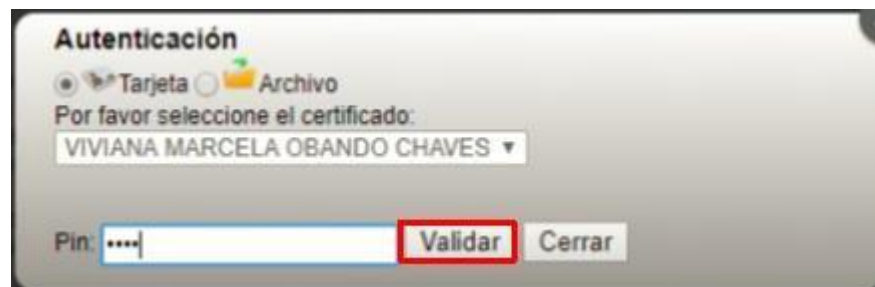 Autenticación
Tarjeta Archivo
Por favor seleccione el certificado:
VIVIANA MARCELA OBANDO CHAVES
Pin: •••• Validar Cerrar